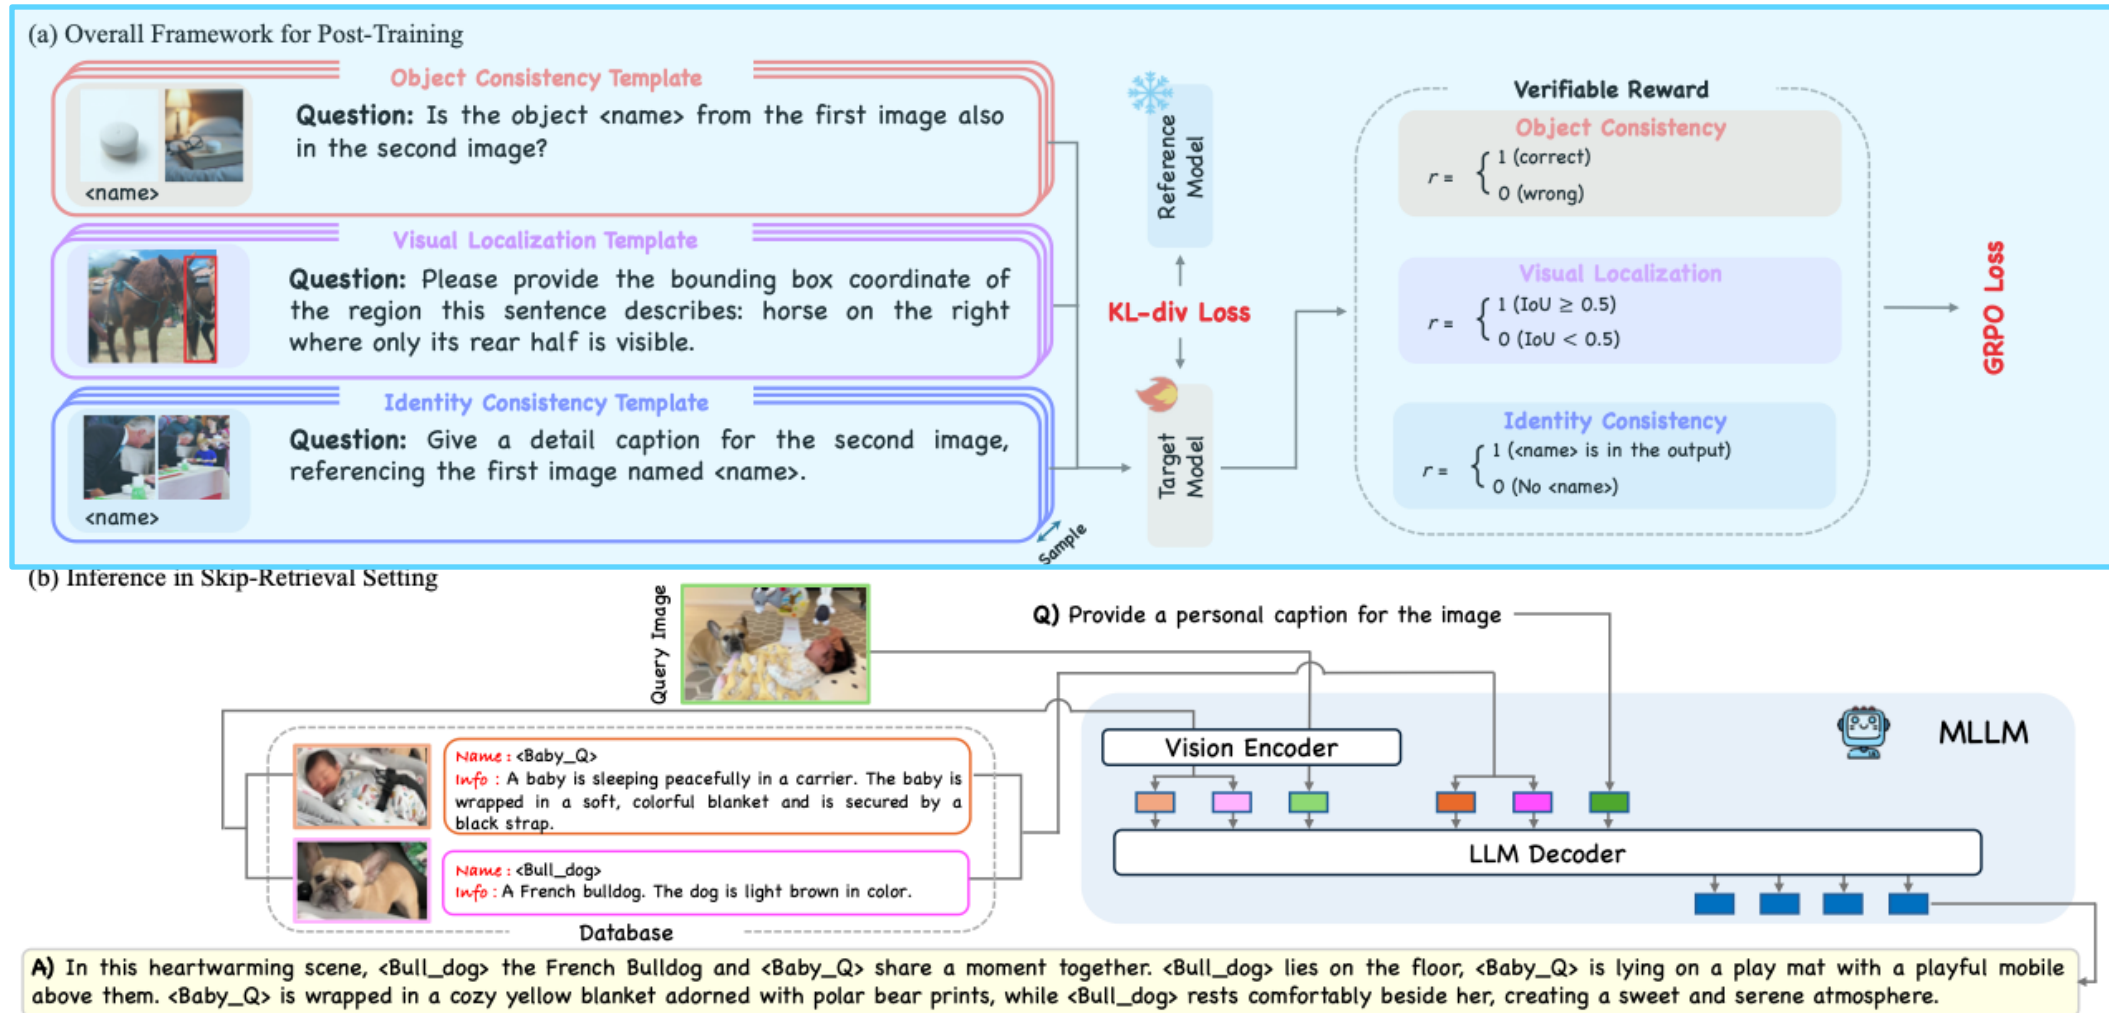 (a) Overall Framework for Post-Training
Object Consistency Template
Question: Is the object <name> from the first image also
in the second image?
<name>
Visual Localization Template
Question: Please provide the bounding box coordinate of
the region this sentence describes: horse on the right
where only its rear half is visible.
Identity Consistency Template
Question: Give a detail caption for the second image,
referencing the first image named <name>.
<name>
Sample
Reference
Model
KL-div Loss
Target
Model
Verifiable Reward
Object Consistency
r = { 1 (correct)
0 (wrong)
Visual Localization
r = { 1 (IoU ≥ 0.5)
0 (IoU < 0.5)
Identity Consistency
r = { 1 (<name> is in the output)
0 (No <name>)
GRPO Loss
(b) Inference in Skip-Retrieval Setting
Query Image
Q) Provide a personal caption for the image
Name : <Baby_Q>
Info : A baby is sleeping peacefully in a carrier. The baby is
wrapped in a soft, colorful blanket and is secured by a
black strap.
Name : <Bull_dog>
Info : A French bulldog. The dog is light brown in color.
Database
Vision Encoder
MLLM
LLM Decoder
A) In this heartwarming scene, <Bull_dog> the French Bulldog and <Baby_Q> share a moment together. <Bull_dog> lies on the floor, <Baby_Q> is lying on a play mat with a playful mobile
above them. <Baby_Q> is wrapped in a cozy yellow blanket adorned with polar bear prints, while <Bull_dog> rests comfortably beside her, creating a sweet and serene atmosphere.